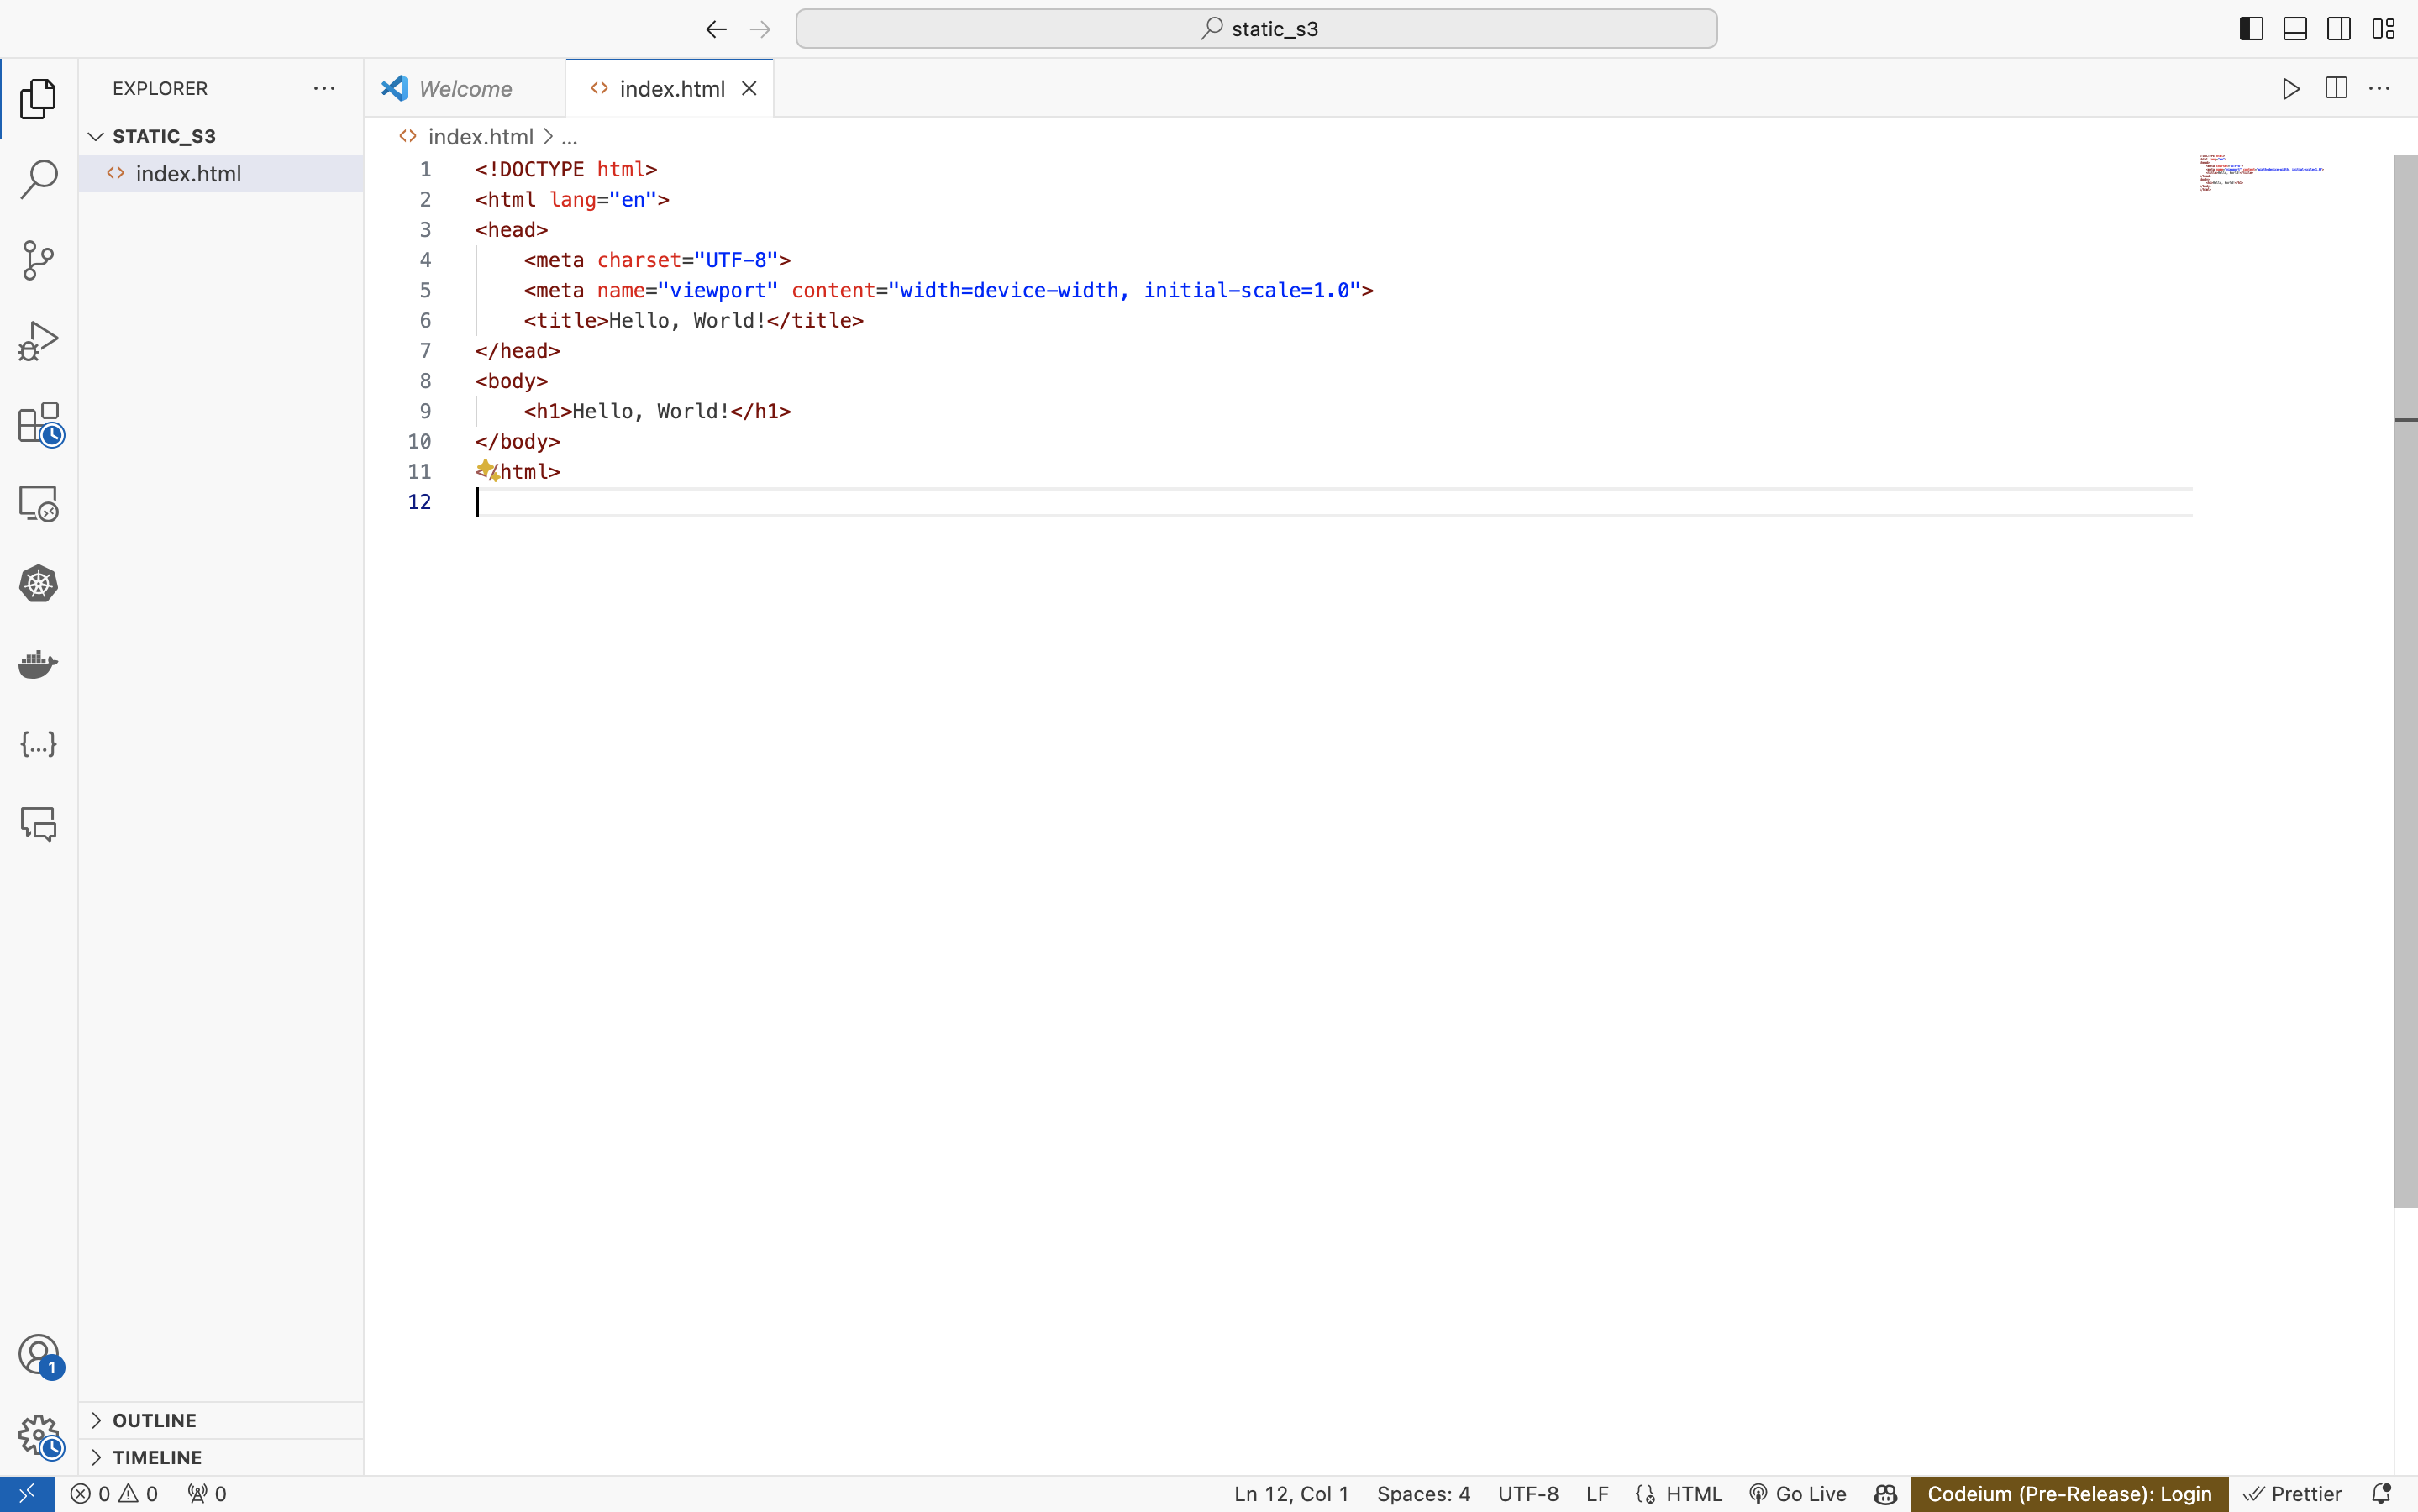 static_s3
EXPLORER
STATIC_S3
index.html
Welcome
index.html
index.html > ...
1 <!DOCTYPE html>
2 <html lang="en">
3 <head>
4     <meta charset="UTF-8">
5     <meta name="viewport" content="width=device-width, initial-scale=1.0">
6     <title>Hello, World!</title>
7 </head>
8 <body>
9     <h1>Hello, World!</h1>
10 </body>
11 </html>
12
1
OUTLINE
TIMELINE
0 0 0 Ln 12, Col 1 Spaces: 4 UTF-8 LF HTML Go Live Codeium (Pre-Release): Login Prettier